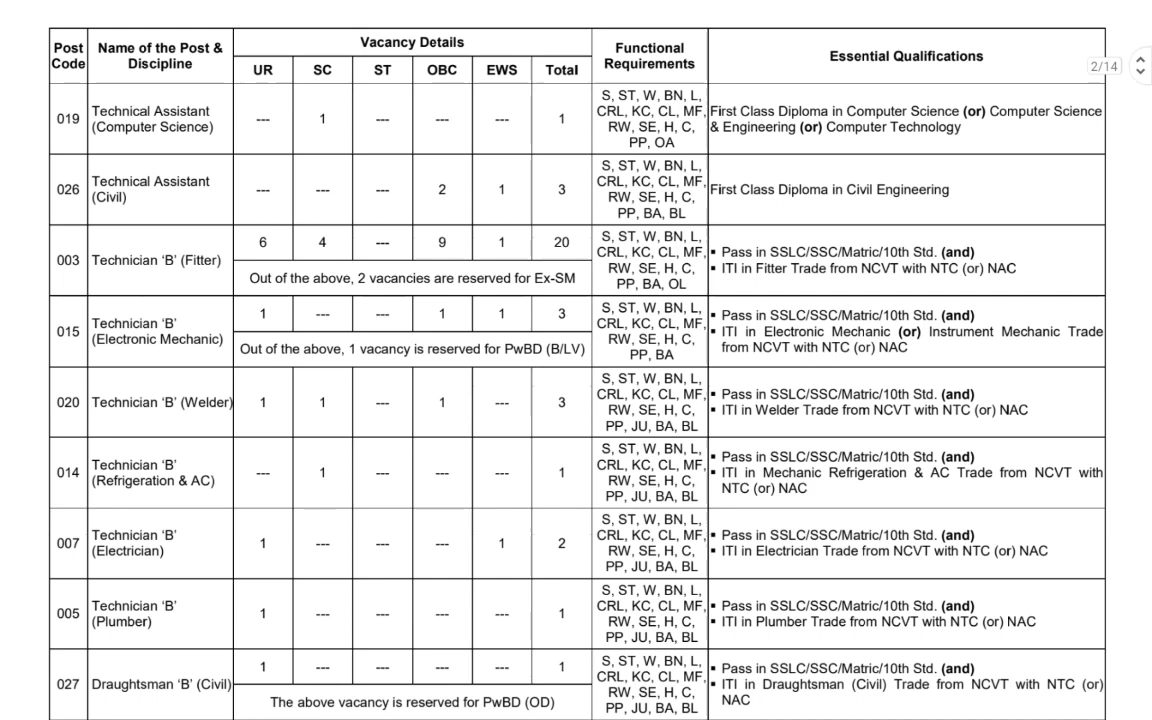 Post Code | Name of the Post & Discipline | Vacancy Details | Functional Requirements | Essential Qualifications
UR | SC | ST | OBC | EWS | Total
2/14
019 | Technical Assistant (Computer Science) | --- | 1 | --- | --- | --- | 1 | S, ST, W, BN, L, CRL, KC, CL, MF, RW, SE, H, C, PP, OA | First Class Diploma in Computer Science (or) Computer Science & Engineering (or) Computer Technology
026 | Technical Assistant (Civil) | --- | --- | --- | 2 | 1 | 3 | S, ST, W, BN, L, CRL, KC, CL, MF, RW, SE, H, C, PP, BA, BL | First Class Diploma in Civil Engineering
003 | Technician ‘B’ (Fitter) | 6 | 4 | --- | 9 | 1 | 20 | S, ST, W, BN, L, CRL, KC, CL, MF, RW, SE, H, C, PP, BA, OL | ▪ Pass in SSLC/SSC/Matric/10th Std. (and) ▪ ITI in Fitter Trade from NCVT with NTC (or) NAC
Out of the above, 2 vacancies are reserved for Ex-SM
015 | Technician ‘B’ (Electronic Mechanic) | 1 | --- | --- | 1 | 1 | 3 | S, ST, W, BN, L, CRL, KC, CL, MF, RW, SE, H, C, PP, BA | ▪ Pass in SSLC/SSC/Matric/10th Std. (and) ▪ ITI in Electronic Mechanic (or) Instrument Mechanic Trade from NCVT with NTC (or) NAC
Out of the above, 1 vacancy is reserved for PwBD (B/LV)
020 | Technician ‘B’ (Welder) | 1 | 1 | --- | 1 | --- | 3 | S, ST, W, BN, L, CRL, KC, CL, MF, RW, SE, H, C, PP, JU, BA, BL | ▪ Pass in SSLC/SSC/Matric/10th Std. (and) ▪ ITI in Welder Trade from NCVT with NTC (or) NAC
014 | Technician ‘B’ (Refrigeration & AC) | --- | 1 | --- | --- | --- | 1 | S, ST, W, BN, L, CRL, KC, CL, MF, RW, SE, H, C, PP, JU, BA, BL | ▪ Pass in SSLC/SSC/Matric/10th Std. (and) ▪ ITI in Mechanic Refrigeration & AC Trade from NCVT with NTC (or) NAC
007 | Technician ‘B’ (Electrician) | 1 | --- | --- | --- | 1 | 2 | S, ST, W, BN, L, CRL, KC, CL, MF, RW, SE, H, C, PP, JU, BA, BL | ▪ Pass in SSLC/SSC/Matric/10th Std. (and) ▪ ITI in Electrician Trade from NCVT with NTC (or) NAC
005 | Technician ‘B’ (Plumber) | 1 | --- | --- | --- | --- | 1 | S, ST, W, BN, L, CRL, KC, CL, MF, RW, SE, H, C, PP, JU, BA, BL | ▪ Pass in SSLC/SSC/Matric/10th Std. (and) ▪ ITI in Plumber Trade from NCVT with NTC (or) NAC
027 | Draughtsman ‘B’ (Civil) | 1 | --- | --- | --- | --- | 1 | S, ST, W, BN, L, CRL, KC, CL, MF, RW, SE, H, C, PP, JU, BA, BL | ▪ Pass in SSLC/SSC/Matric/10th Std. (and) ▪ ITI in Draughtsman (Civil) Trade from NCVT with NTC (or) NAC
The above vacancy is reserved for PwBD (OD)